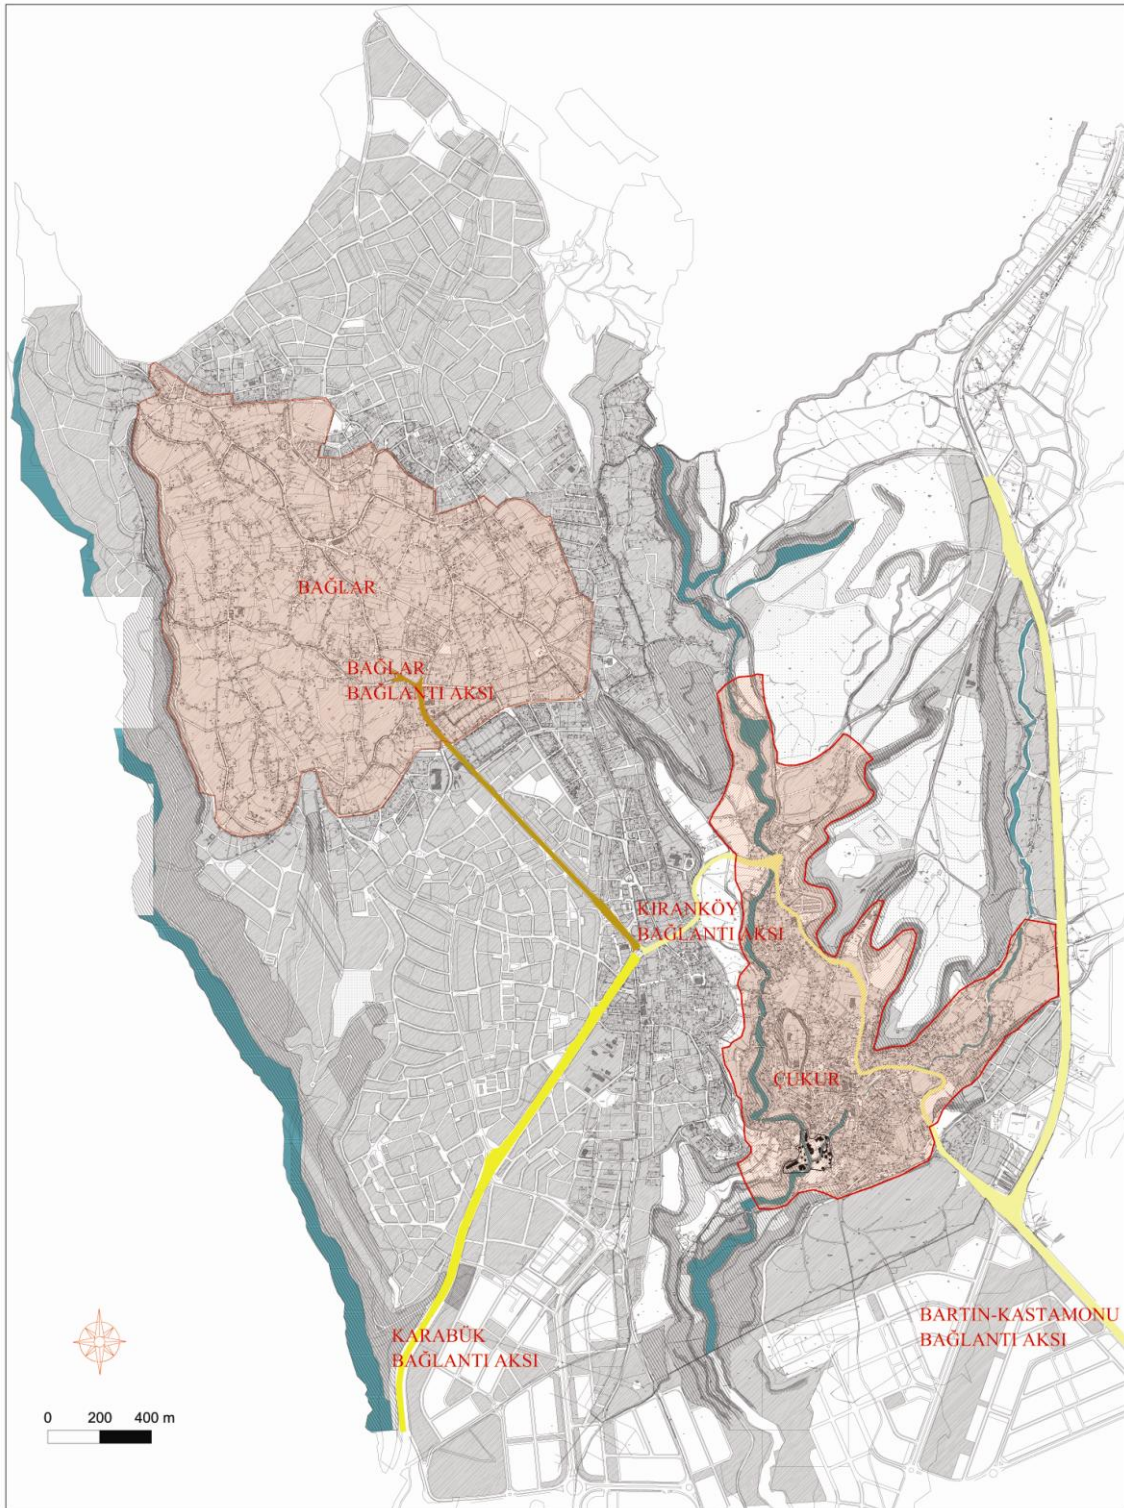 BAĞLAR
BAĞLAR
BAĞLANTI AKSI
KIRANKÖY
BAĞLANTI AKSI
ÇUKUR
KARABÜK
BAĞLANTI AKSI
BARTIN-KASTAMONU
BAĞLANTI AKSI
0 200 400 m